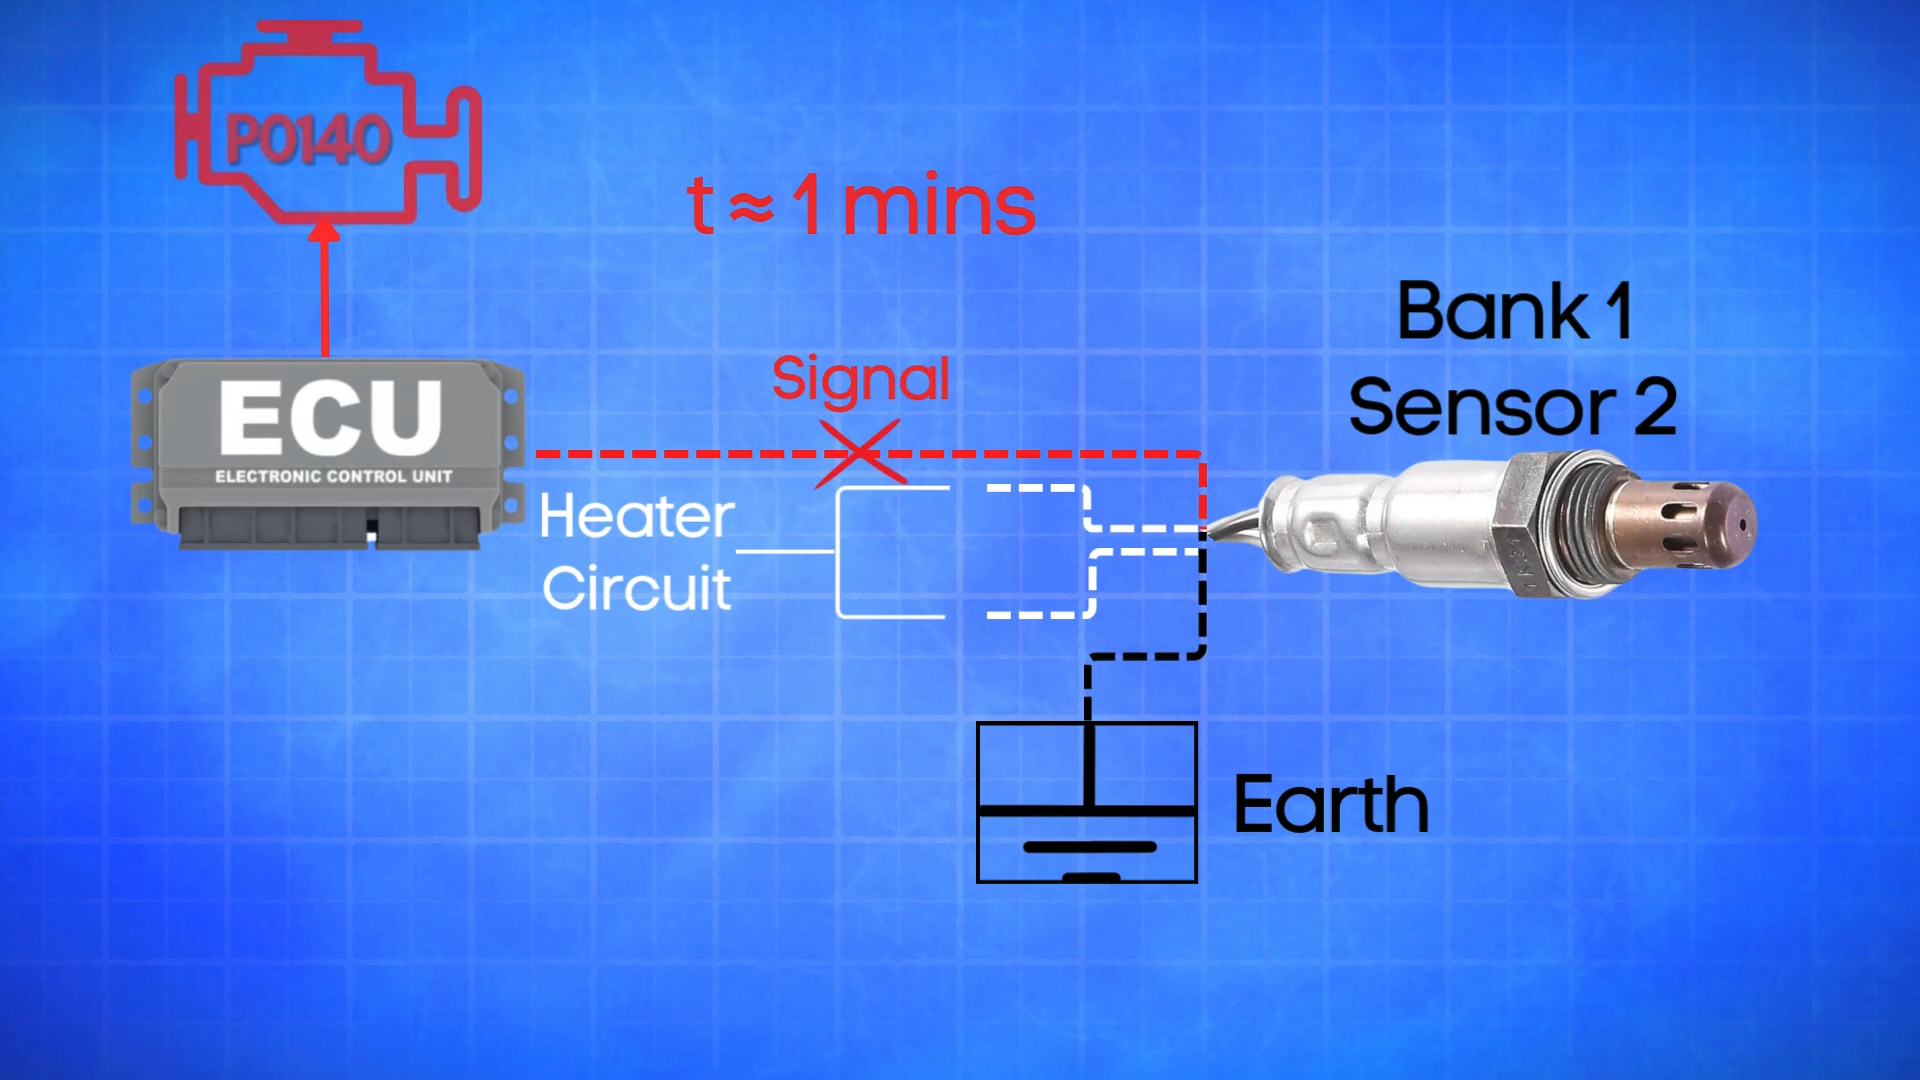 P0140
t ≈ 1 mins
Bank 1
Sensor 2
Signal
ECU
ELECTRONIC CONTROL UNIT
Heater
Circuit
Earth